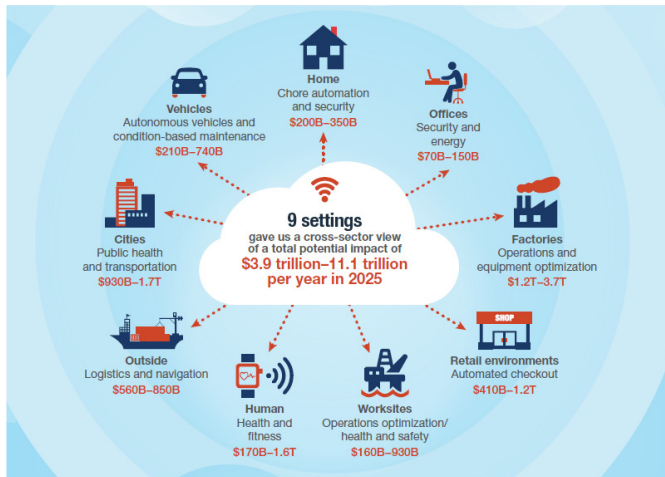 Home
Chore automation
and security
$200B–350B
Offices
Security and
energy
$70B–150B
Factories
Operations and
equipment optimization
$1.2T–3.7T
SHOP
Retail environments
Automated checkout
$410B–1.2T
Worksites
Operations optimization/
health and safety
$160B–930B
Human
Health and
fitness
$170B–1.6T
Outside
Logistics and navigation
$560B–850B
Cities
Public health
and transportation
$930B–1.7T
Vehicles
Autonomous vehicles and
condition-based maintenance
$210B–740B
9 settings
gave us a cross-sector view
of a total potential impact of
$3.9 trillion–11.1 trillion
per year in 2025